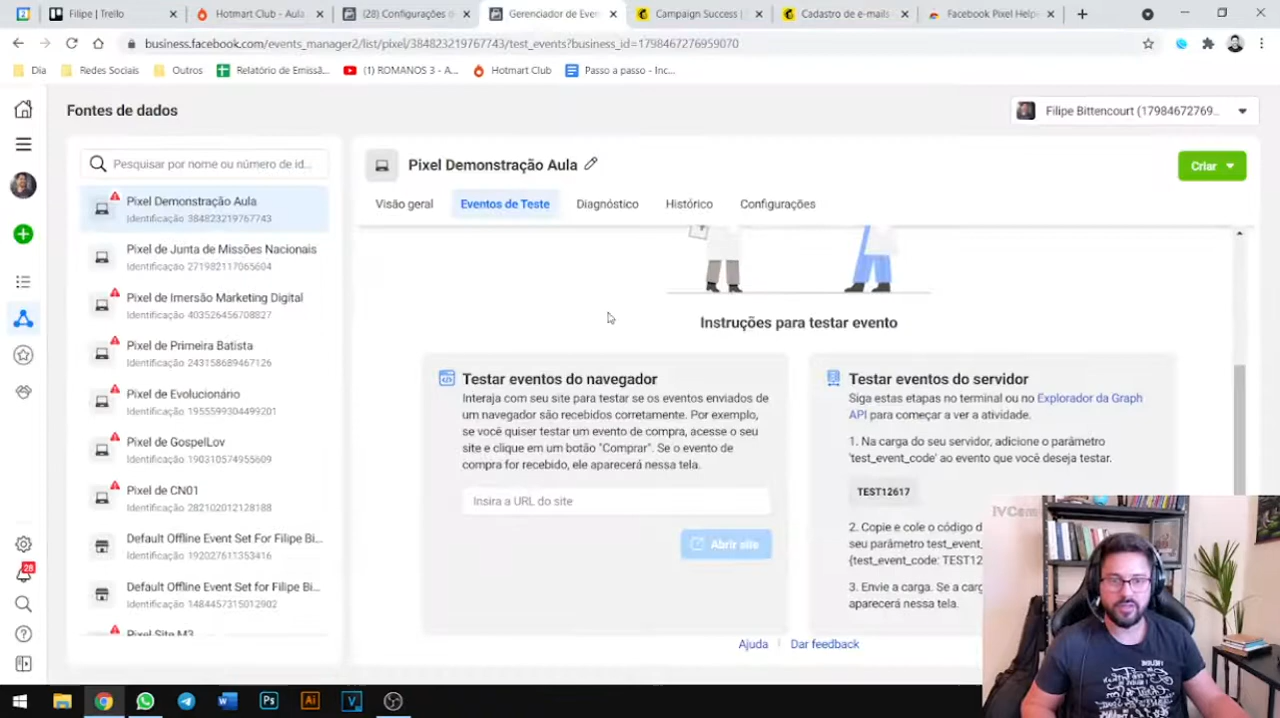 Filipe | Trello
Hotmart Club - Aula
(28) Configurações d
Gerenciador de Even
Campaign Success |
Cadastro de e-mails
Facebook Pixel Helpe
business.facebook.com/events_manager2/list/pixel/384823219767743/test_events?business_id=1798467276959070
Dia
Redes Sociais
Outros
Relatório de Emissã...
(1) ROMANOS 3 - A...
Hotmart Club
Passo a passo - Inc...
Fontes de dados
Filipe Bittencourt (17984672769...
Pesquisar por nome ou número de id...
Pixel Demonstração Aula
Identificação 384823219767743
Pixel de Junta de Missões Nacionais
Identificação 271982117065604
Pixel de Imersão Marketing Digital
Identificação 403526456708827
Pixel de Primeira Batista
Identificação 243158689467126
Pixel de Evolucionário
Identificação 1955599304499201
Pixel de GospelLov
Identificação 190310574955609
Pixel de CN01
Identificação 282102012128188
Default Offline Event Set For Filipe Bi...
Identificação 192027611353416
Default Offline Event Set for Filipe Bi...
Identificação 1484457315012902
Pixel Site M3
28
Pixel Demonstração Aula
Criar
Visão geral
Eventos de Teste
Diagnóstico
Histórico
Configurações
Instruções para testar evento
Testar eventos do navegador
Interaja com seu site para testar se os eventos enviados de
um navegador são recebidos corretamente. Por exemplo,
se você quiser testar um evento de compra, acesse o seu
site e clique em um botão "Comprar". Se o evento de
compra for recebido, ele aparecerá nessa tela.
Insira a URL do site
Abrir site
Testar eventos do servidor
Siga estas etapas no terminal ou no Explorador da Graph
API para começar a ver a atividade.
1. Na carga do seu servidor, adicione o parâmetro
'test_event_code' ao evento que você deseja testar.
TEST12617
2. Copie e cole o código d
seu parâmetro test_event_
{test_event_code: TEST12
3. Envie a carga. Se a carg
aparecerá nessa tela.
Ajuda
Dar feedback
iVCam